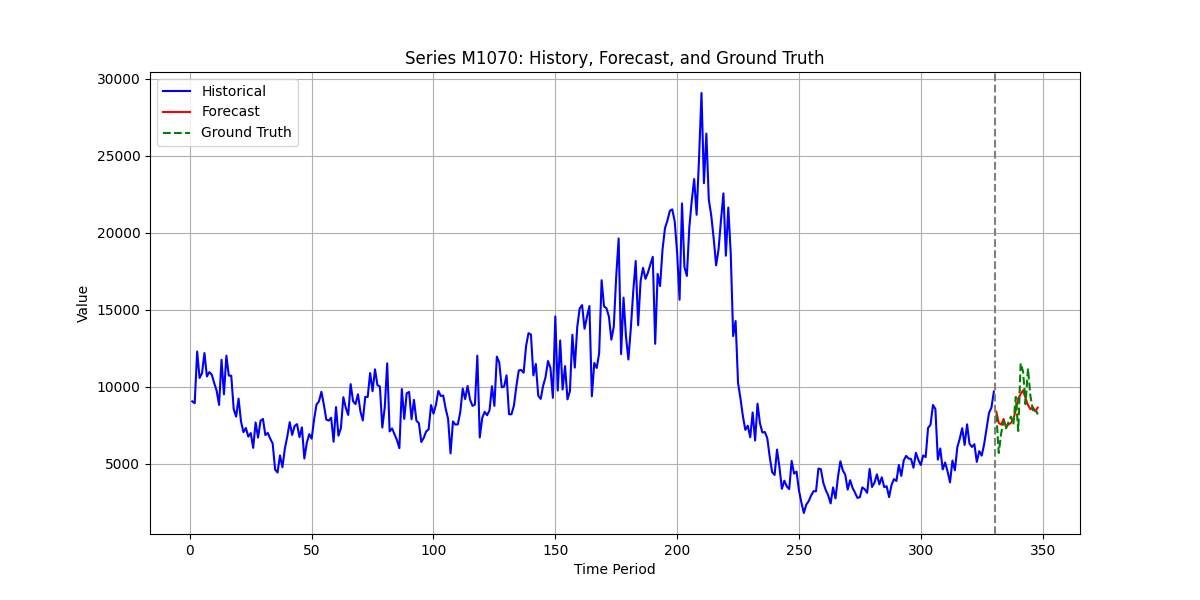 Series M1070: History, Forecast, and Ground Truth
Historical
Forecast
Ground Truth
30000
25000
20000
15000
10000
5000
Value
0 50 100 150 200 250 300 350
Time Period